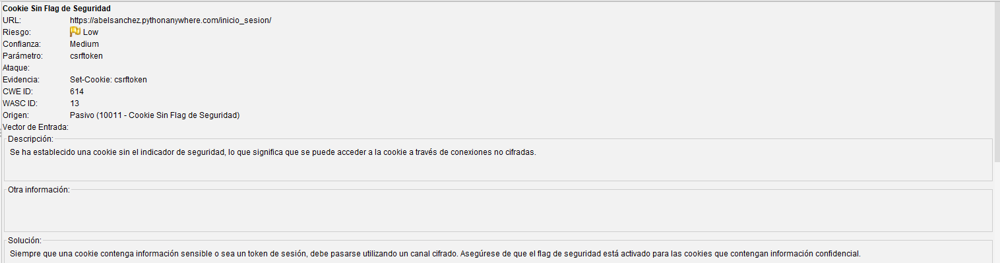 Cookie Sin Flag de Seguridad
URL: https://abelsanchez.pythonanywhere.com/inicio_sesion/
Riesgo: Low
Confianza: Medium
Parámetro: csrftoken
Ataque:
Evidencia: Set-Cookie: csrftoken
CWE ID: 614
WASC ID: 13
Origen: Pasivo (10011 - Cookie Sin Flag de Seguridad)
Vector de Entrada:
Descripción:
Se ha establecido una cookie sin el indicador de seguridad, lo que significa que se puede acceder a la cookie a través de conexiones no cifradas.
Otra información:
Solución:
Siempre que una cookie contenga información sensible o sea un token de sesión, debe pasarse utilizando un canal cifrado. Asegúrese de que el flag de seguridad está activado para las cookies que contengan información confidencial.